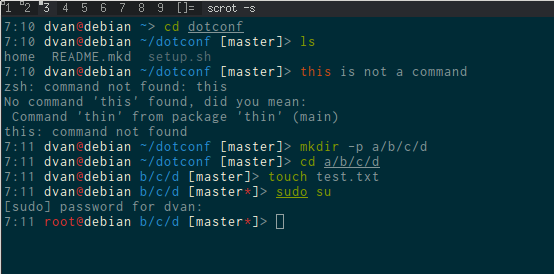 1 2 3 4 5 6 7 8 9 []= scrot -s
7:10 dvan@debian ~> cd dotconf
7:10 dvan@debian ~/dotconf [master]> ls
home README.mkd setup.sh
7:10 dvan@debian ~/dotconf [master]> this is not a command
zsh: command not found: this
No command 'this' found, did you mean:
 Command 'thin' from package 'thin' (main)
this: command not found
7:11 dvan@debian ~/dotconf [master]> mkdir -p a/b/c/d
7:11 dvan@debian ~/dotconf [master]> cd a/b/c/d
7:11 dvan@debian b/c/d [master]> touch test.txt
7:11 dvan@debian b/c/d [master*]> sudo su
[sudo] password for dvan:
7:11 root@debian b/c/d [master*]>